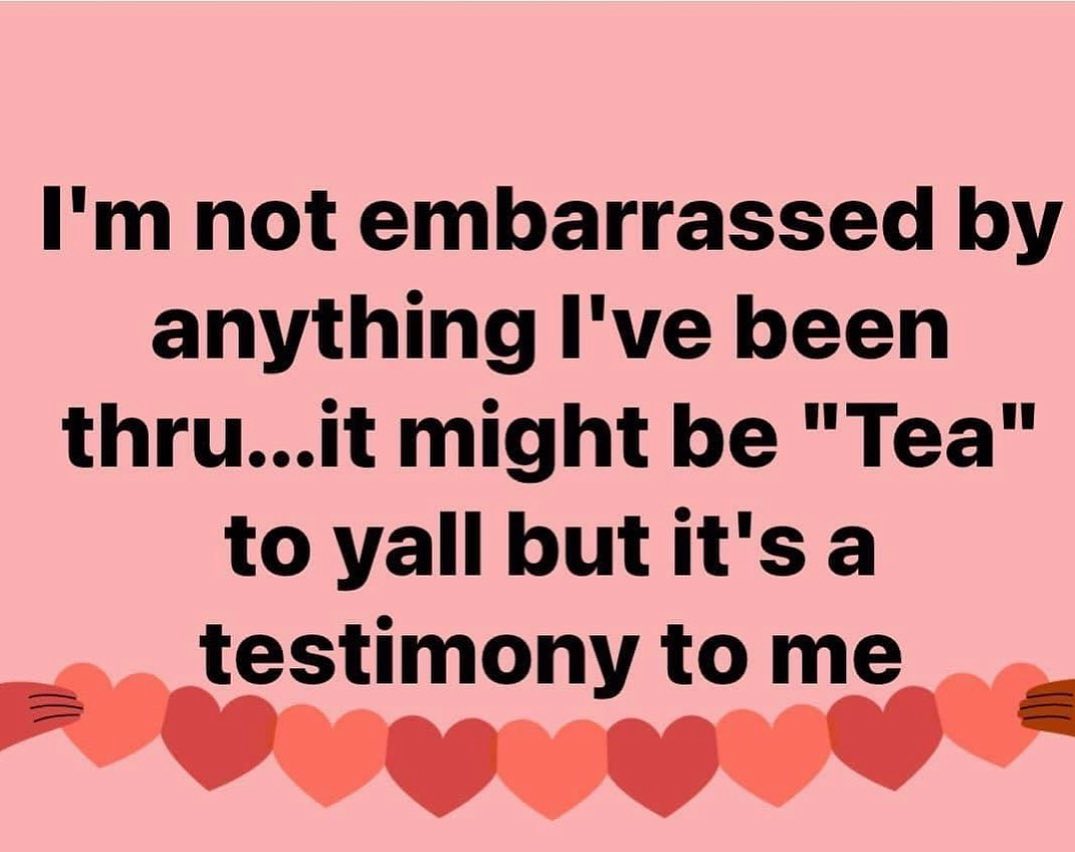 I'm not embarrassed by
anything I've been
thru...it might be "Tea"
to yall but it's a
testimony to me